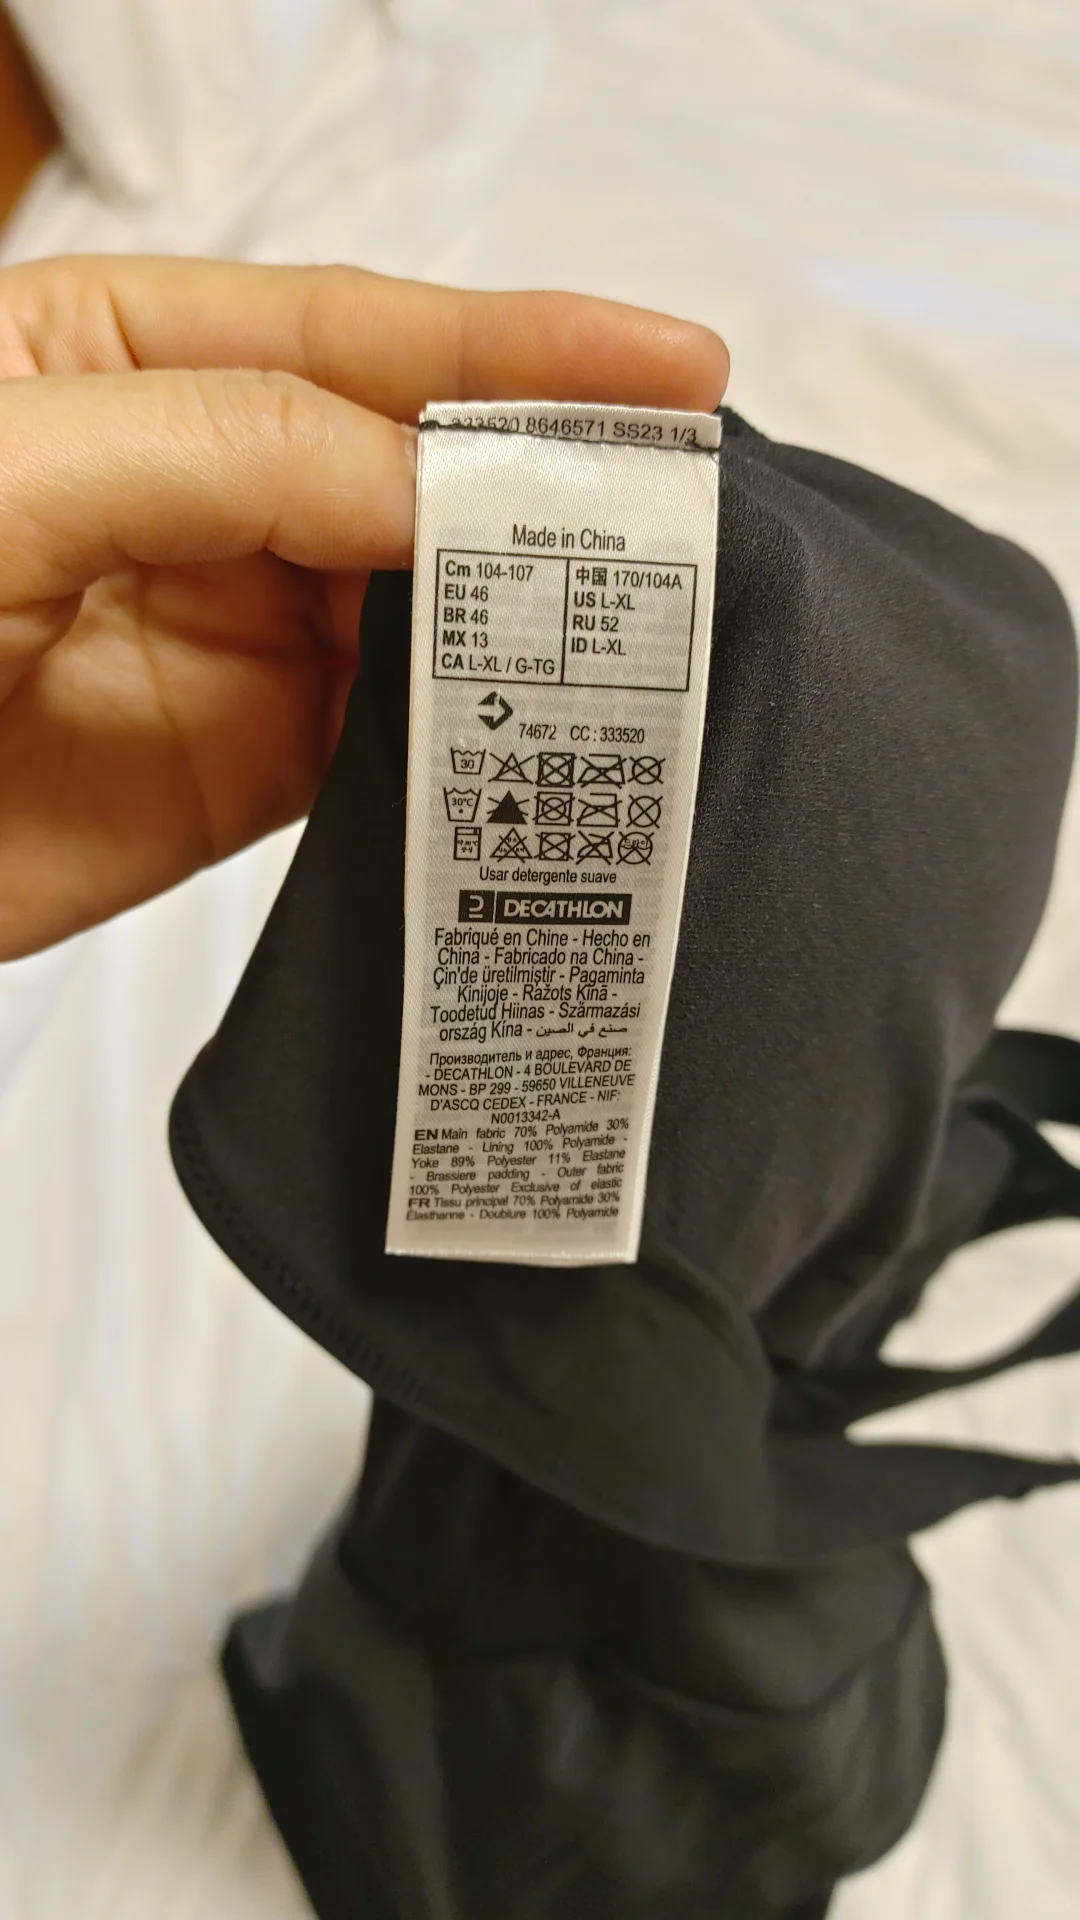 333520 8646571 SS23 1/3
Made in China
Cm 104-107
EU 46
BR 46
MX 13
CA L-XL / G-TG
中国 170/104A
US L-XL
RU 52
ID L-XL
74672 CC : 333520
30
30°C
Usar detergente suave
DECATHLON
Fabriqué en Chine - Hecho en
China - Fabricado na China -
Çin'de üretilmiştir - Pagaminta
Kinijoje - Ražots Ķīnā -
Toodetud Hiinas - Származási
ország Kína - صنع في الصين
Производитель и адрес, Франция:
- DECATHLON - 4 BOULEVARD DE
MONS - BP 299 - 59650 VILLENEUVE
D'ASCQ CEDEX - FRANCE - NIF:
N0013342-A
EN Main fabric 70% Polyamide 30%
Elastane - Lining 100% Polyamide -
Yoke 89% Polyester 11% Elastane
- Brassiere padding - Outer fabric
100% Polyester Exclusive of elastic
FR Tissu principal 70% Polyamide 30%
Élasthanne - Doublure 100% Polyamide